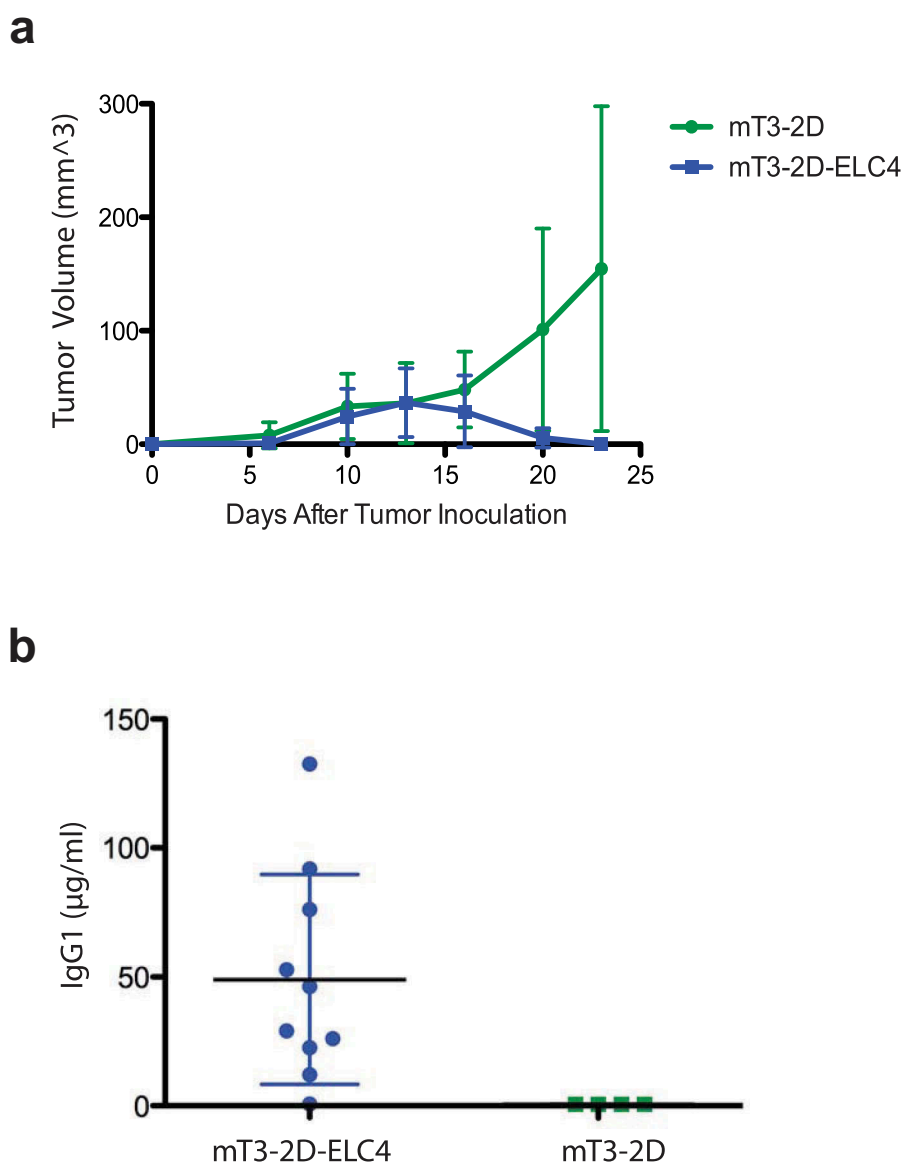 a
300
200
100
0
Tumor Volume (mm^3)
0 5 10 15 20 25
Days After Tumor Inoculation
mT3-2D
mT3-2D-ELC4
b
150
100
50
0
IgG1 (µg/ml)
mT3-2D-ELC4 mT3-2D